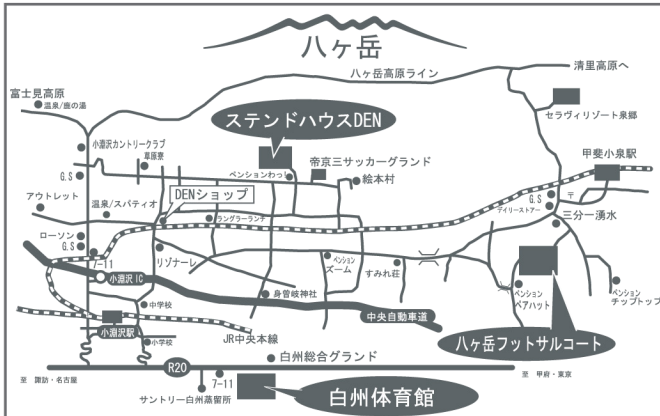 八ヶ岳
八ヶ岳高原ライン
清里高原へ
富士見高原
温泉/鹿の湯
ステンドハウスDEN
セラヴィリゾート泉郷
小淵沢カントリークラブ
草原寮
G.S
ペンションわっし
帝京三サッカーグランド
絵本村
甲斐小泉駅
アウトレット
温泉/スパティオ
DENショップ
ラングラーランチ
G.S
〒
デイリーストアー
三分一湧水
ローソン
G.S
7-11
リゾナーレ
ペンション
ズーム
すみれ荘
小淵沢 IC
中学校
身曽岐神社
中央自動車道
ペンション
ベアハット
ペンション
チップトップ
小淵沢駅
小学校
JR中央本線
八ヶ岳フットサルコート
白州総合グランド
R20
至 諏訪・名古屋
7-11
サントリー白州蒸留所
白州体育館
至 甲府・東京